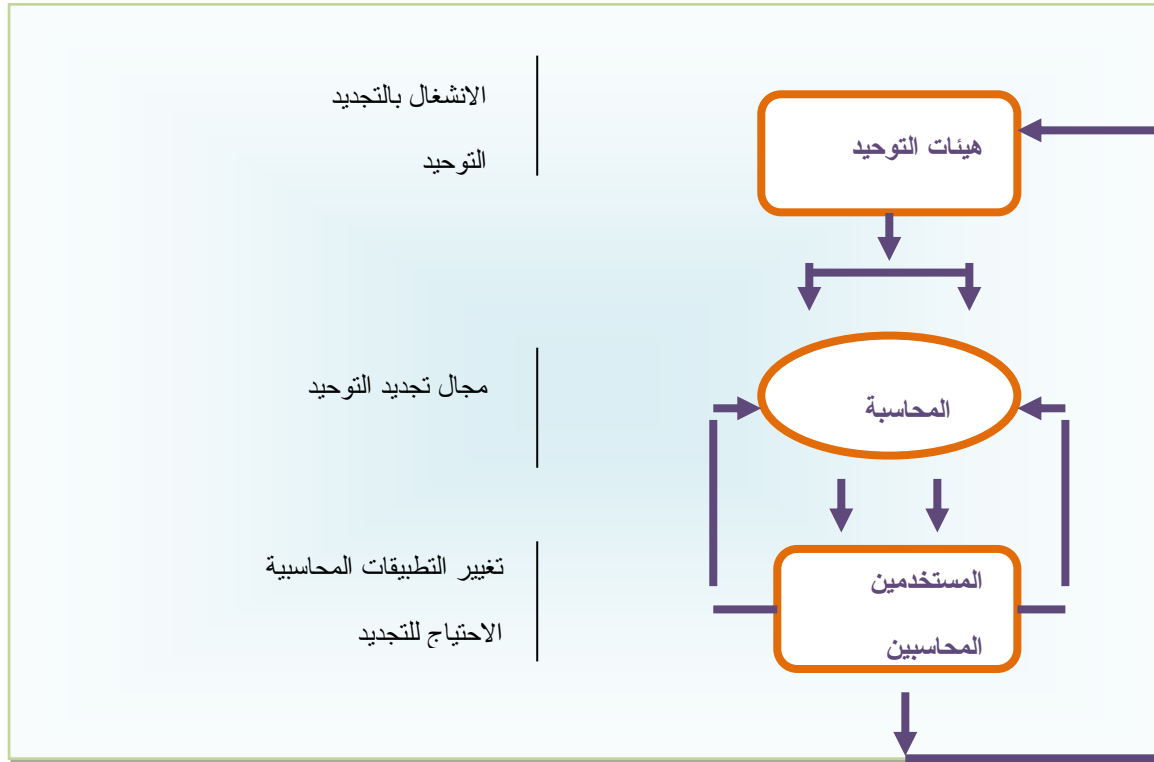 هيئات التوحيد
الانشغال بالتجديد
التوحيد
المحاسبة
مجال تجديد التوحيد
المستخدمين
المحاسبين
تغيير التطبيقات المحاسبية
الاحتياج للتجديد